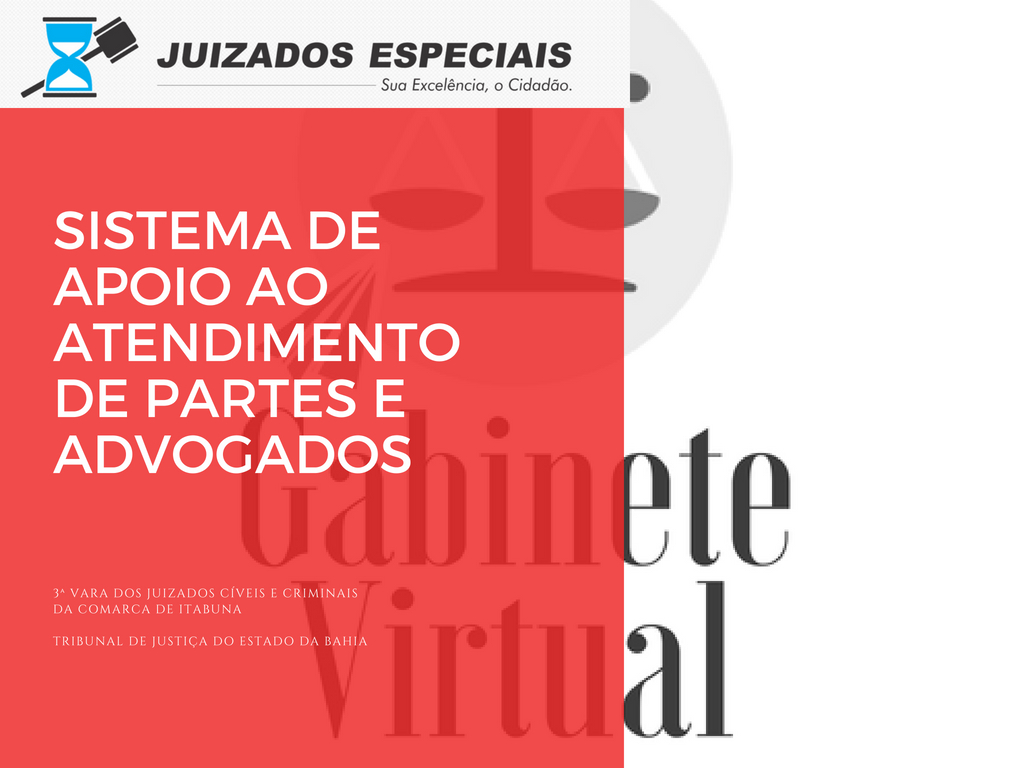 JUIZADOS ESPECIAIS
Sua Excelência, o Cidadão.
SISTEMA DE
APOIO AO
ATENDIMENTO
DE PARTES E
ADVOGADOS
Gabinete
Virtual
3^ VARA DOS JUIZADOS CÍVEIS E CRIMINAIS
DA COMARCA DE ITABUNA
TRIBUNAL DE JUSTIÇA DO ESTADO DA BAHIA